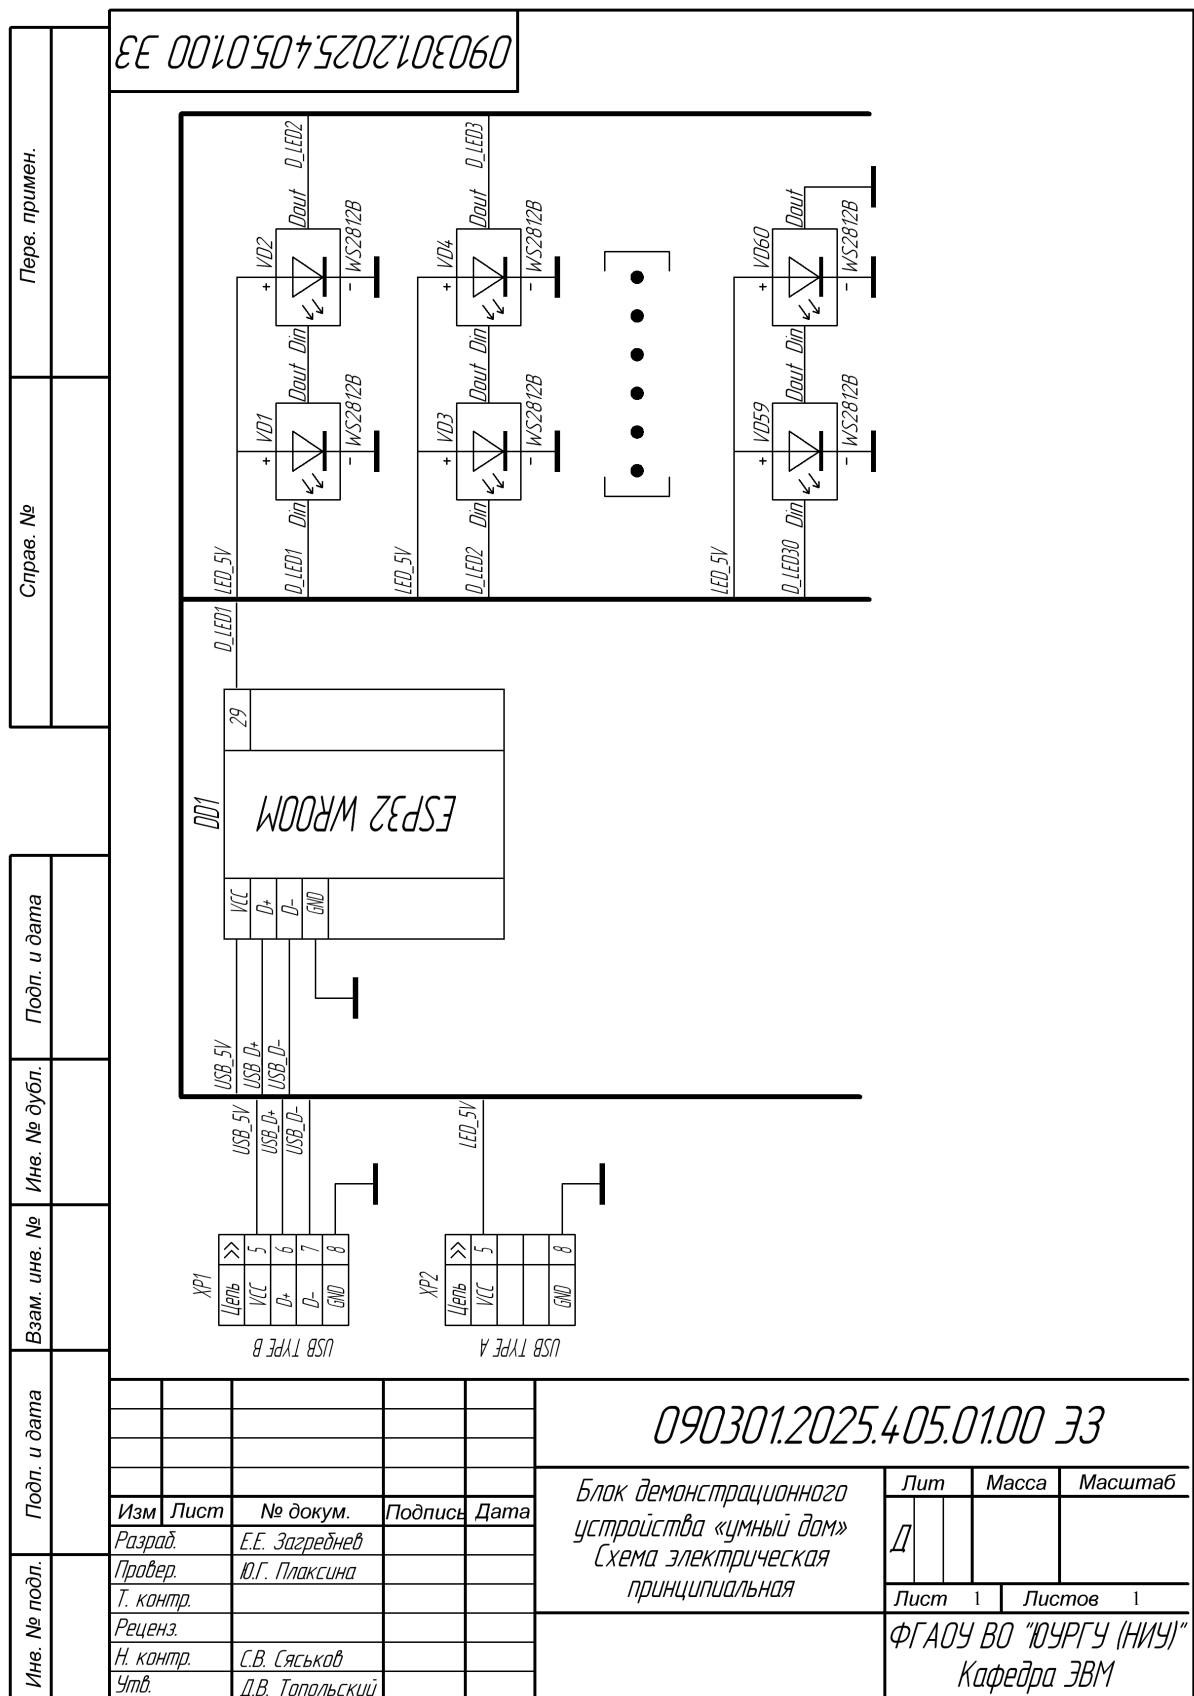 090301.2025.405.01.00 ЭЗ
Перв. примен.
Справ. №
Подп. и дата
Инв. № дубл.
Взам. инв. №
Подп. и дата
Инв. № подл.
D_LED2
Dout
VD2
+
-
WS2812B
Din
Dout
VD1
+
-
WS2812B
Din
LED_5V
D_LED1
D_LED3
Dout
VD4
+
-
WS2812B
Din
Dout
VD3
+
-
WS2812B
Din
LED_5V
D_LED2
Dout
VD60
+
-
WS2812B
Din
Dout
VD59
+
-
WS2812B
Din
LED_5V
D_LED30
D_LED1
29
DD1
ESP32 WROOM
VCC
D+
D-
GND
USB_5V
USB_D+
USB_D-
USB_5V
USB_D+
USB_D-
LED_5V
XP1
Цепь >>
VCC 5
D+ 6
D- 7
GND 8
USB TYPE B
XP2
Цепь >>
VCC 5
GND 8
USB TYPE A
090301.2025.405.01.00 ЭЗ
Блок демонстрационного
устройства «умный дом»
Схема электрическая
принципиальная
Лит Масса Масштаб
Д
Лист 1 Листов 1
ФГАОУ ВО "ЮУРГУ (НИУ)"
Кафедра ЭВМ
Изм Лист № докум. Подпись Дата
Разраб. Е.Е. Загребнев
Провер. Ю.Г. Плаксина
Т. контр.
Реценз.
Н. контр. С.В. Сяськов
Утв. Д.В. Топольский